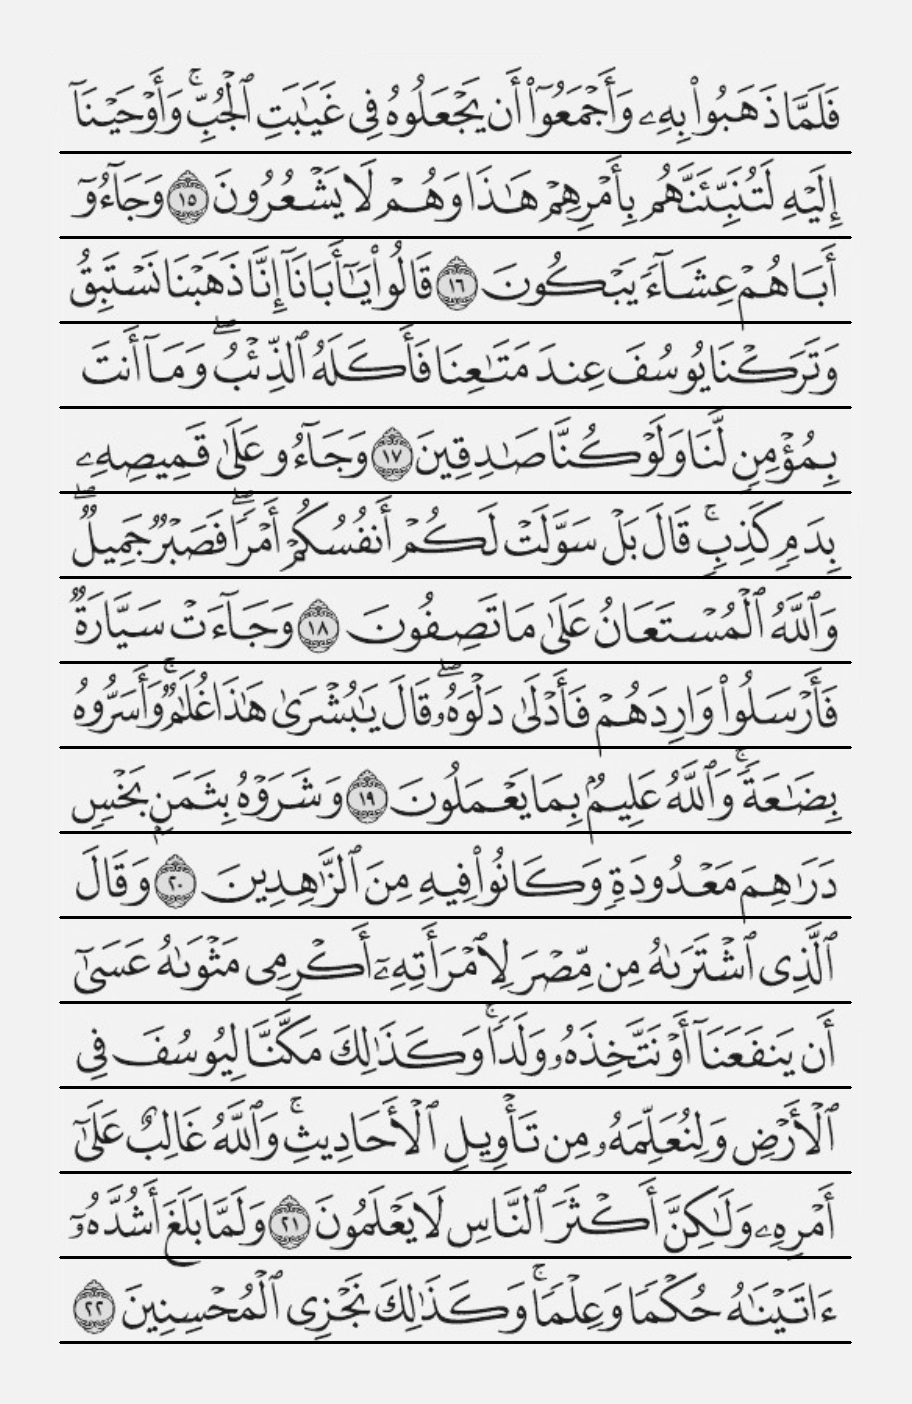 فَلَمَّا ذَهَبُوا۟ بِهِۦ وَأَجْمَعُوٓا۟ أَن يَجْعَلُوهُ فِى غَيَـٰبَتِ ٱلْجُبِّ ۚ وَأَوْحَيْنَآ
إِلَيْهِ لَتُنَبِّئَنَّهُم بِأَمْرِهِمْ هَـٰذَا وَهُمْ لَا يَشْعُرُونَ ١٥ وَجَآءُوٓ
أَبَاهُمْ عِشَآءً يَبْكُونَ ١٦ قَالُوا۟ يَـٰٓأَبَانَآ إِنَّا ذَهَبْنَا نَسْتَبِقُ
وَتَرَكْنَا يُوسُفَ عِندَ مَتَـٰعِنَا فَأَكَلَهُ ٱلذِّئْبُ ۖ وَمَآ أَنتَ
بِمُؤْمِنٍ لَّنَا وَلَوْ كُنَّا صَـٰدِقِينَ ١٧ وَجَآءُو عَلَىٰ قَمِيصِهِۦ
بِدَمٍ كَذِبٍ ۚ قَالَ بَلْ سَوَّلَتْ لَكُمْ أَنفُسُكُمْ أَمْرًا ۖ فَصَبْرٌ جَمِيلٌ ۖ
وَٱللَّهُ ٱلْمُسْتَعَانُ عَلَىٰ مَا تَصِفُونَ ١٨ وَجَآءَتْ سَيَّارَةٌ
فَأَرْسَلُوا۟ وَارِدَهُمْ فَأَدْلَىٰ دَلْوَهُۥ ۖ قَالَ يَـٰبُشْرَىٰ هَـٰذَا غُلَـٰمٌ ۚ وَأَسَرُّوهُ
بِضَـٰعَةً ۚ وَٱللَّهُ عَلِيمٌۢ بِمَا يَعْمَلُونَ ١٩ وَشَرَوْهُ بِثَمَنٍۭ بَخْسٍ
دَرَٰهِمَ مَعْدُودَةٍ وَكَانُوا۟ فِيهِ مِنَ ٱلزَّٰهِدِينَ ٢٠ وَقَالَ
ٱلَّذِى ٱشْتَرَىٰهُ مِن مِّصْرَ لِٱمْرَأَتِهِۦٓ أَكْرِمِى مَثْوَىٰهُ عَسَىٰٓ
أَن يَنفَعَنَآ أَوْ نَتَّخِذَهُۥ وَلَدًا ۚ وَكَذَٰلِكَ مَكَّنَّا لِيُوسُفَ فِى
ٱلْأَرْضِ وَلِنُعَلِّمَهُۥ مِن تَأْوِيلِ ٱلْأَحَادِيثِ ۚ وَٱللَّهُ غَالِبٌ عَلَىٰٓ
أَمْرِهِۦ وَلَـٰكِنَّ أَكْثَرَ ٱلنَّاسِ لَا يَعْلَمُونَ ٢١ وَلَمَّا بَلَغَ أَشُدَّهُۥٓ
ءَاتَيْنَـٰهُ حُكْمًا وَعِلْمًا ۚ وَكَذَٰلِكَ نَجْزِى ٱلْمُحْسِنِينَ ٢٢